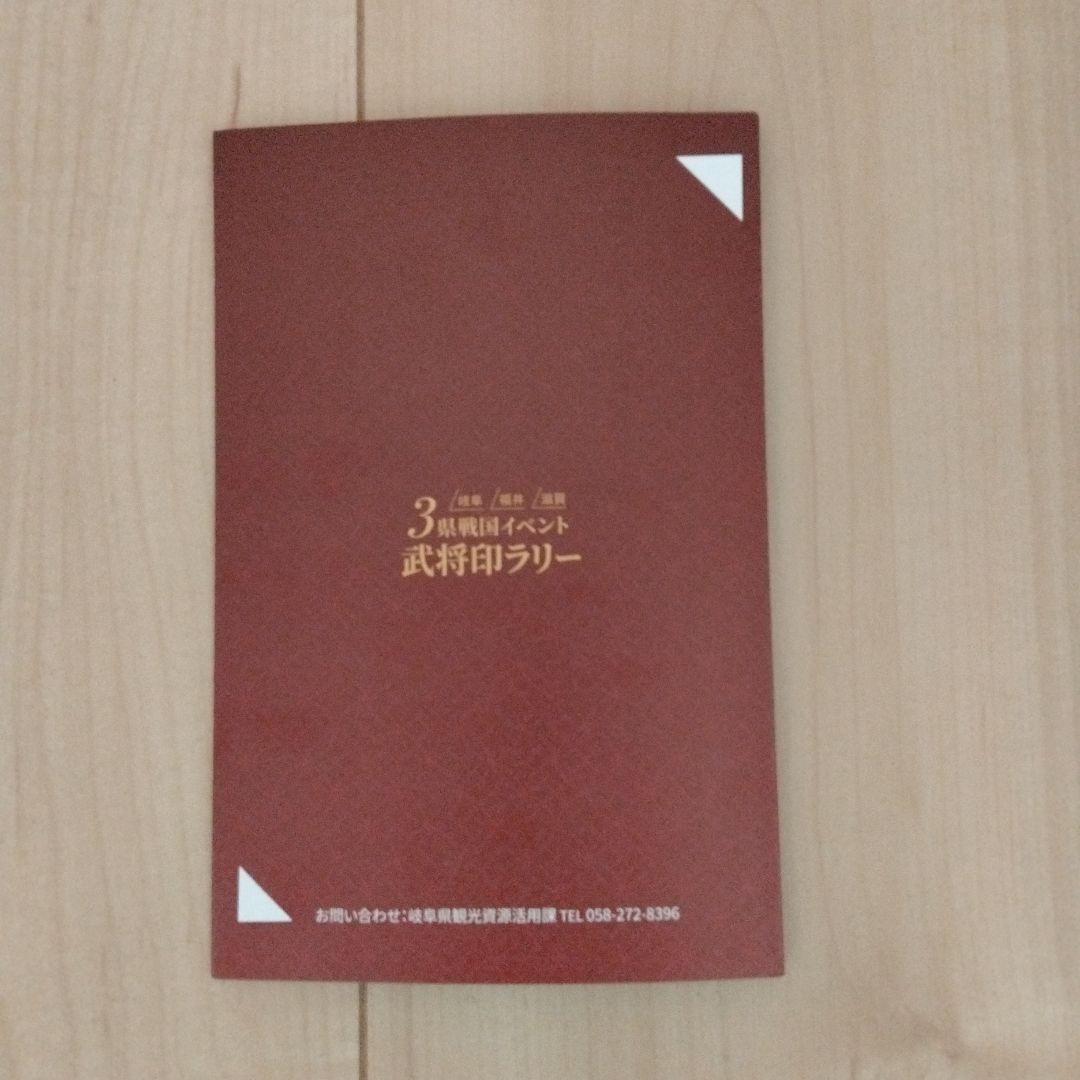 岐阜 福井 滋賀
3県戦国イベント
武将印ラリー
お問い合わせ:岐阜県観光資源活用課 TEL 058-272-8396